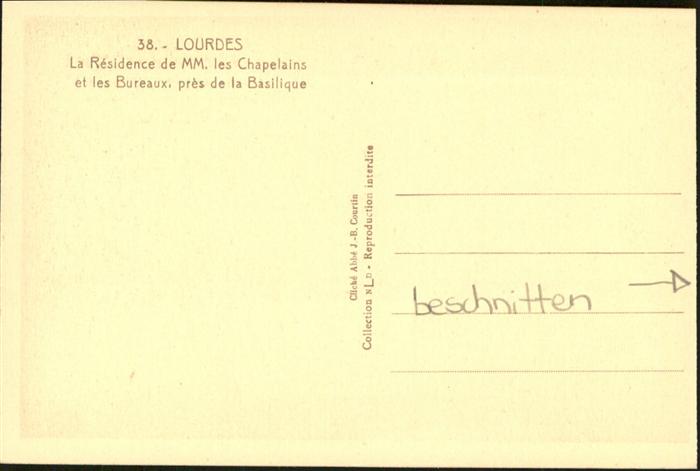 38. - LOURDES
La Résidence de MM. les Chapelains
et les Bureaux, près de la Basilique
Cliché Abbé J.-B. Courtin
Collection NLD - Reproduction interdite
beschnitten